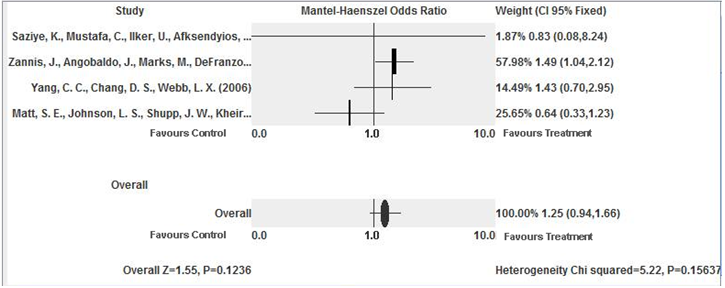 Study Mantel-Haenszel Odds Ratio Weight (CI 95% Fixed)
Saziye, K., Mustafa, C., Ilker, U., Afksendyios, ... 1.87% 0.83 (0.08,8.24)
Zannis, J., Angobaldo, J., Marks, M., DeFranzo... 57.98% 1.49 (1.04,2.12)
Yang, C. C., Chang, D. S., Webb, L. X. (2006) 14.49% 1.43 (0.70,2.95)
Matt, S. E., Johnson, L. S., Shupp, J. W., Kheir... 25.65% 0.64 (0.33,1.23)
Favours Control 0.0 1.0 10.0 Favours Treatment
Overall
Overall 100.00% 1.25 (0.94,1.66)
Favours Control 0.0 1.0 10.0 Favours Treatment
Overall Z=1.55, P=0.1236 Heterogeneity Chi squared=5.22, P=0.15637